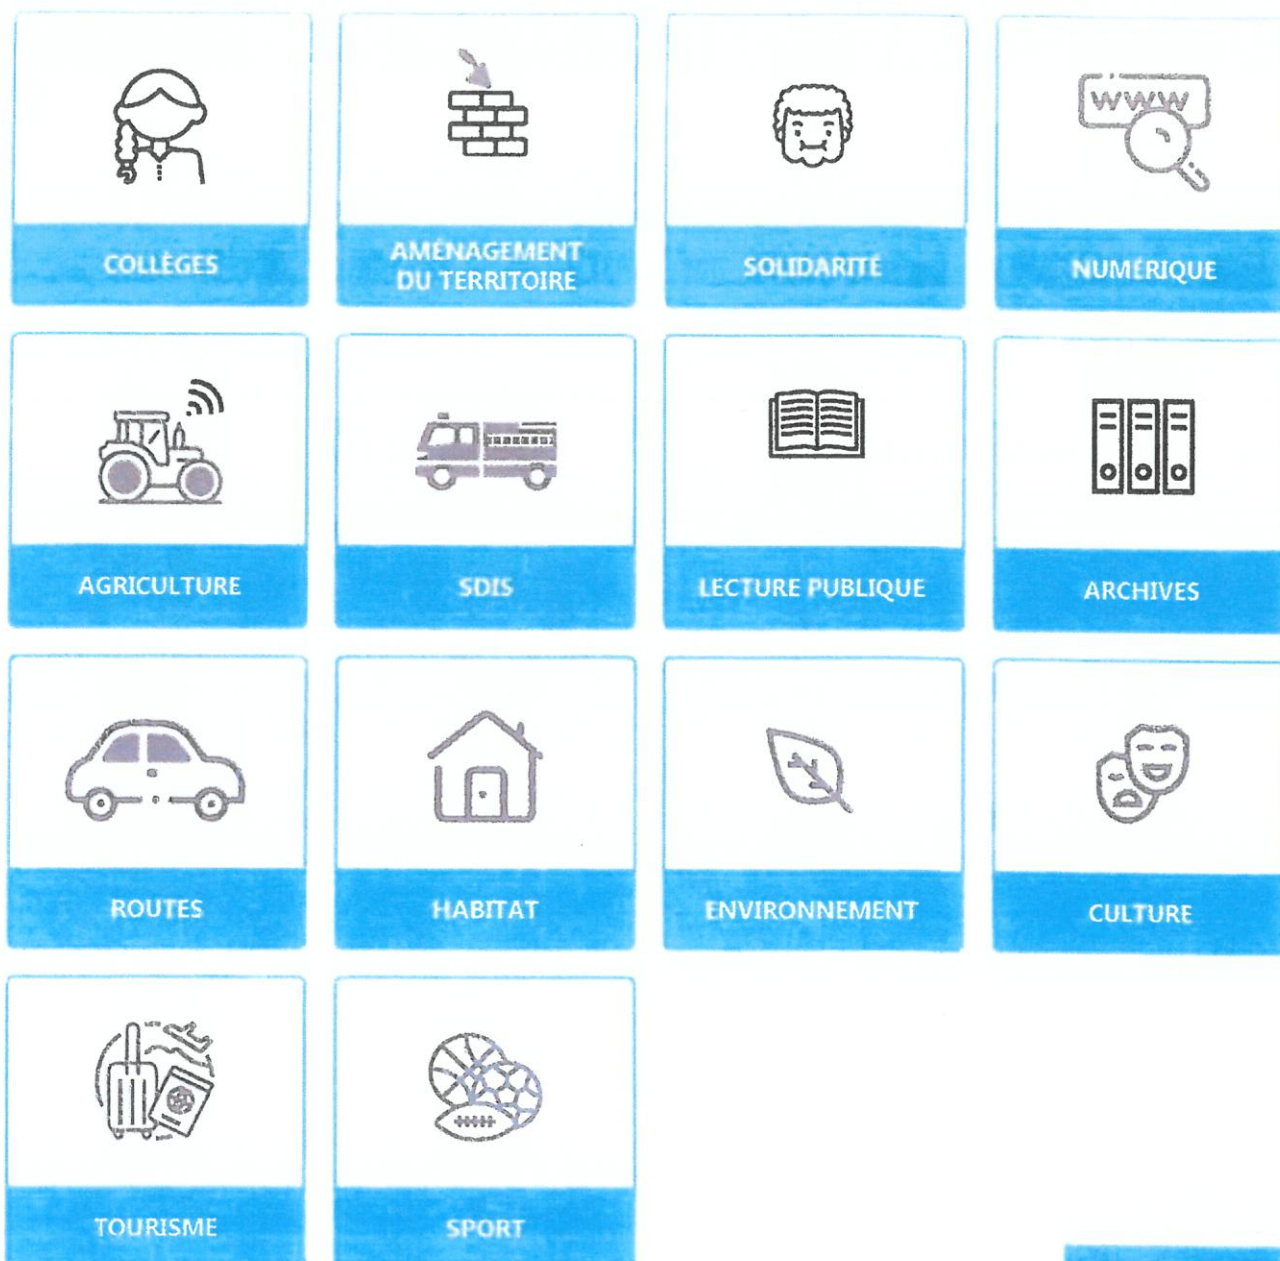 COLLÈGES
AMÉNAGEMENT
DU TERRITOIRE
SOLIDARITÉ
www
NUMÉRIQUE
AGRICULTURE
SDIS
LECTURE PUBLIQUE
ARCHIVES
ROUTES
HABITAT
ENVIRONNEMENT
CULTURE
TOURISME
SPORT